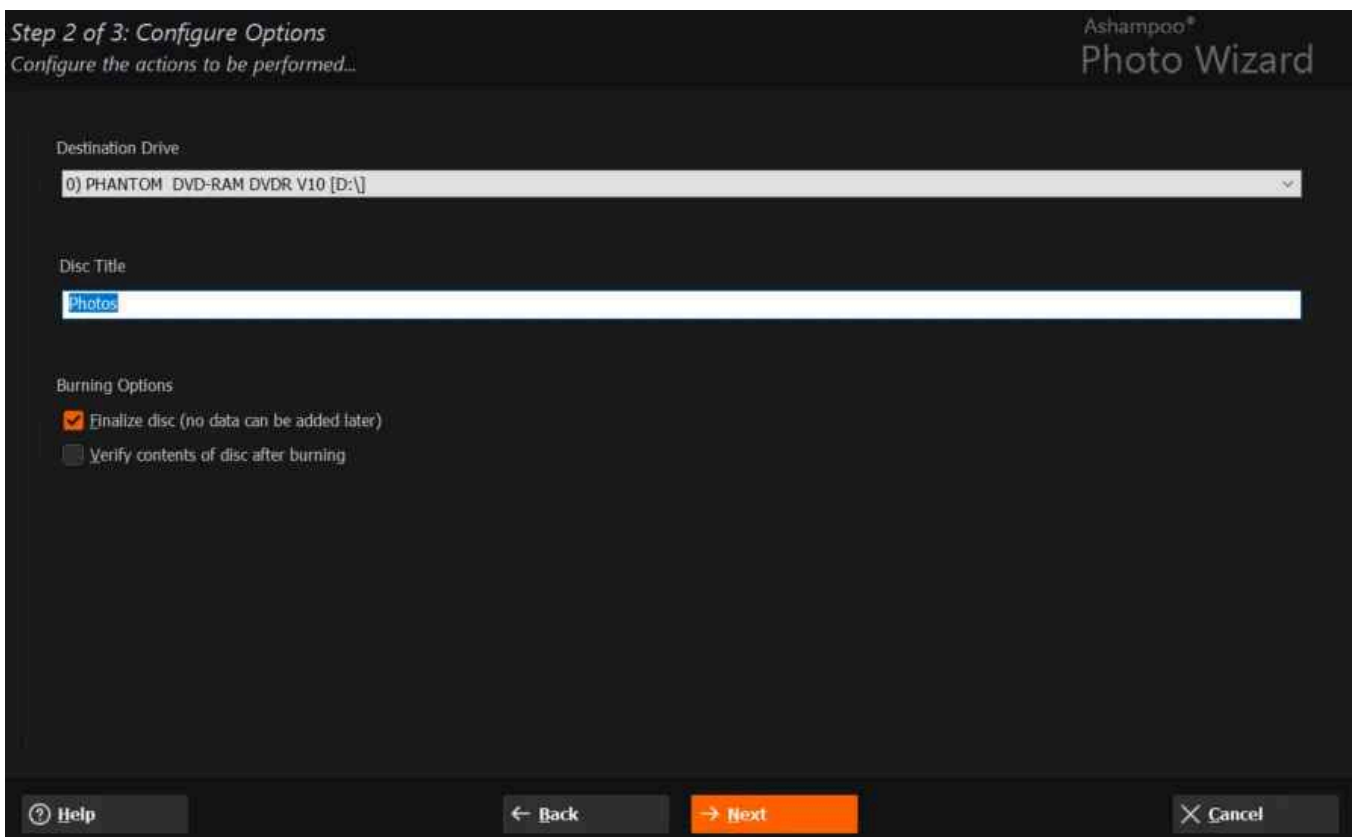 Step 2 of 3: Configure Options
Configure the actions to be performed...
Ashampoo®
Photo Wizard
Destination Drive
0) PHANTOM DVD-RAM DVDR V10 [D:\]
Disc Title
Photos
Burning Options
Finalize disc (no data can be added later)
Verify contents of disc after burning
Help
Back
Next
Cancel